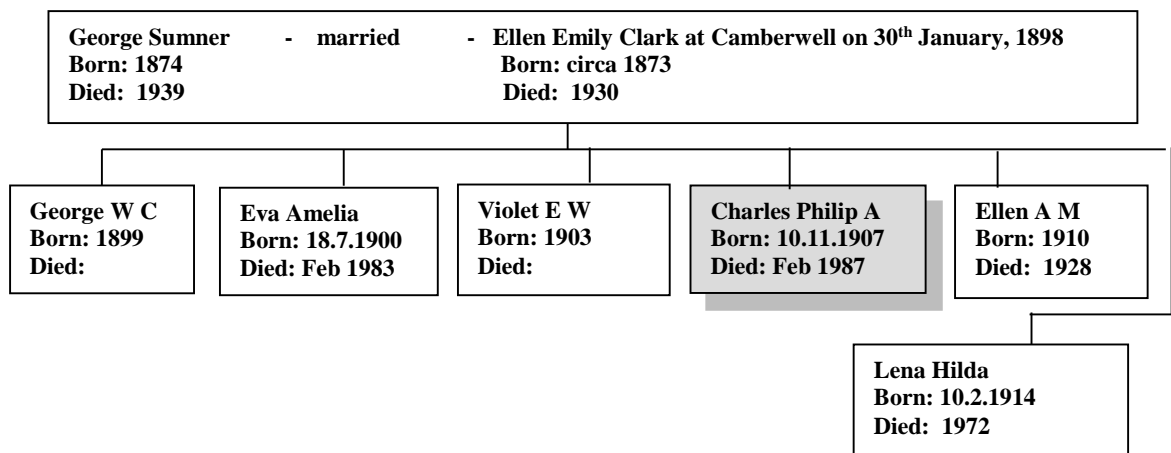 George Sumner - married - Ellen Emily Clark at Camberwell on 30th January, 1898
Born: 1874 Born: circa 1873
Died: 1939 Died: 1930
George W C
Born: 1899
Died:
Eva Amelia
Born: 18.7.1900
Died: Feb 1983
Violet E W
Born: 1903
Died:
Charles Philip A
Born: 10.11.1907
Died: Feb 1987
Ellen A M
Born: 1910
Died: 1928
Lena Hilda
Born: 10.2.1914
Died: 1972